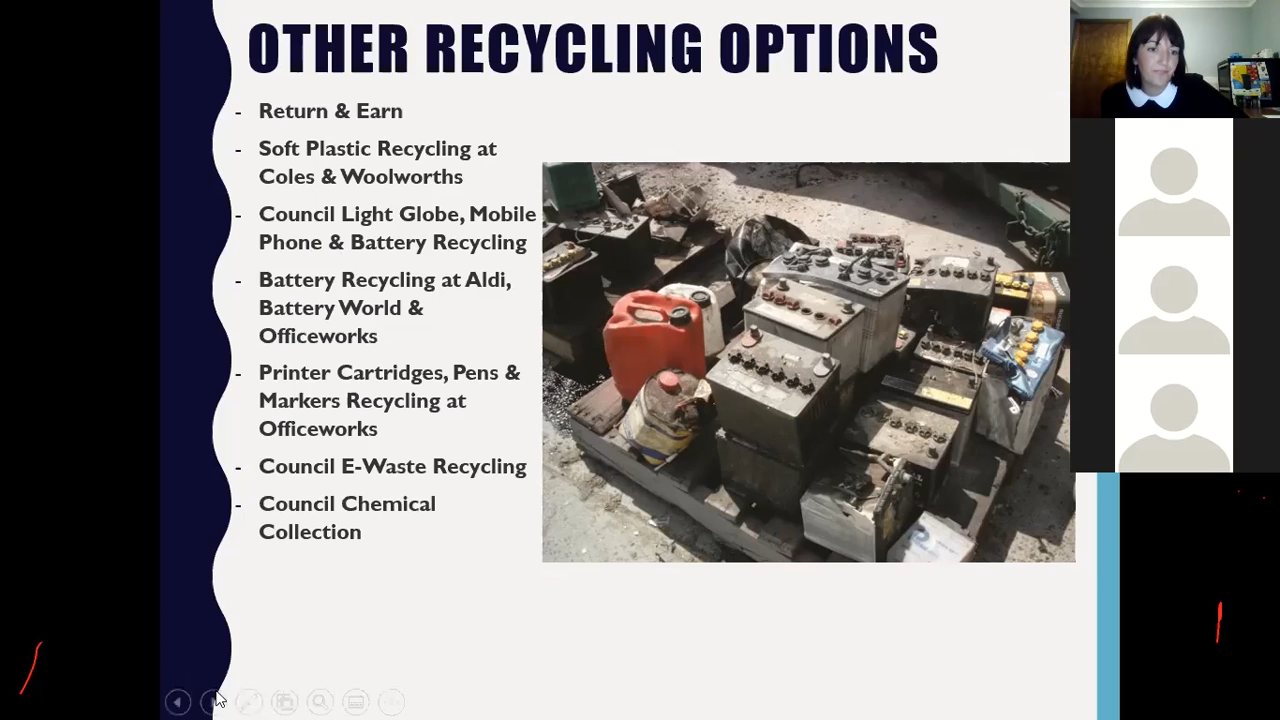 OTHER RECYCLING OPTIONS
- Return & Earn
- Soft Plastic Recycling at
Coles & Woolworths
- Council Light Globe, Mobile
Phone & Battery Recycling
- Battery Recycling at Aldi,
Battery World &
Officeworks
- Printer Cartridges, Pens &
Markers Recycling at
Officeworks
- Council E-Waste Recycling
- Council Chemical
Collection